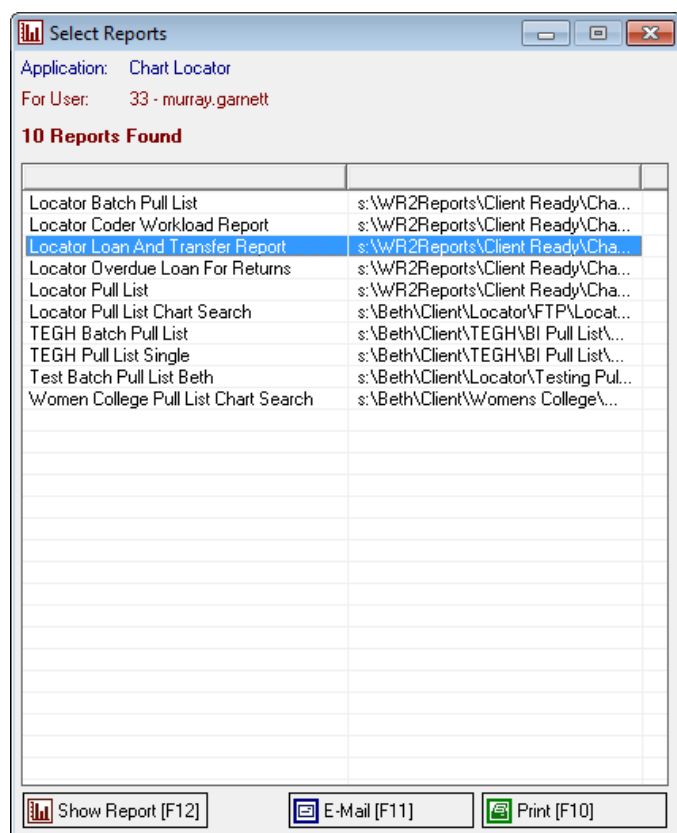 Select Reports
Application: Chart Locator
For User: 33 - murray.garnett
10 Reports Found
Locator Batch Pull List s:\WR2Reports\Client Ready\Cha...
Locator Coder Workload Report s:\WR2Reports\Client Ready\Cha...
Locator Loan And Transfer Report s:\WR2Reports\Client Ready\Cha...
Locator Overdue Loan For Returns s:\WR2Reports\Client Ready\Cha...
Locator Pull List s:\WR2Reports\Client Ready\Cha...
Locator Pull List Chart Search s:\Beth\Client\Locator\FTP\Locat...
TEGH Batch Pull List s:\Beth\Client\TEGH\BI Pull List\...
TEGH Pull List Single s:\Beth\Client\TEGH\BI Pull List\...
Test Batch Pull List Beth s:\Beth\Client\Locator\Testing Pul...
Women College Pull List Chart Search s:\Beth\Client\Womens College\...
Show Report [F12] E-Mail [F11] Print [F10]